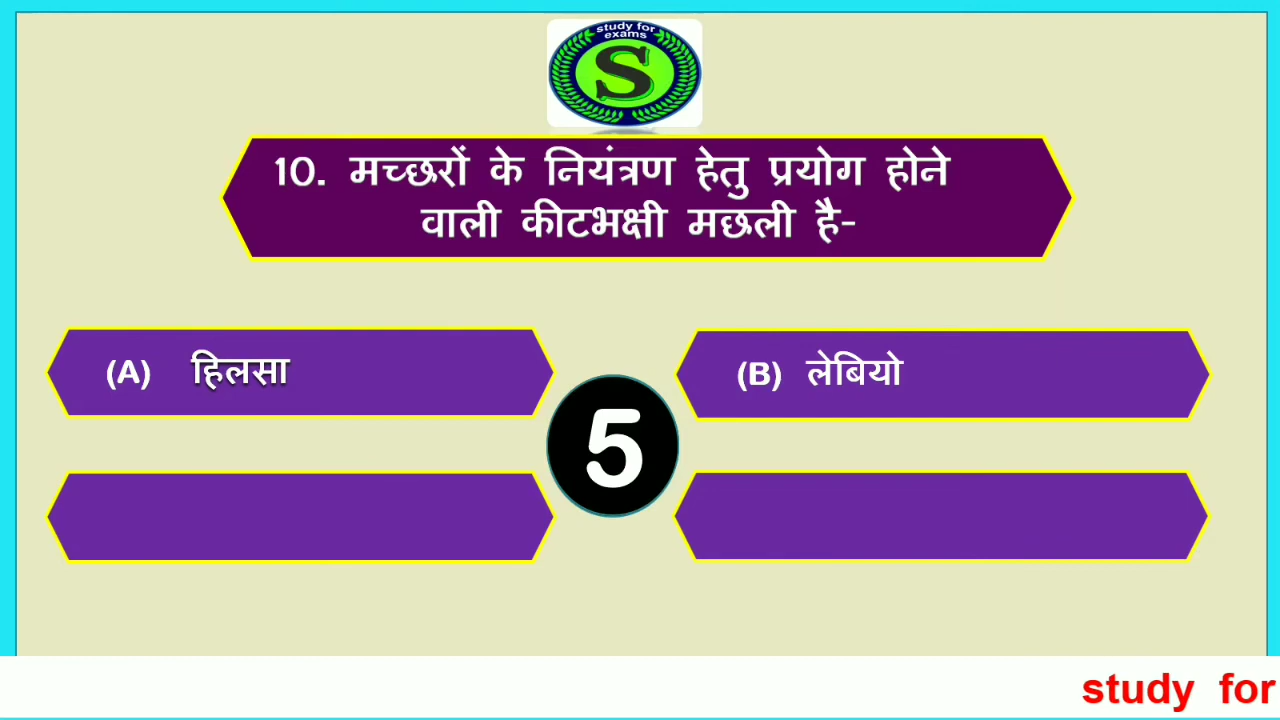 study for
exams
S
10. मच्छरों के नियंत्रण हेतु प्रयोग होने
वाली कीटभक्षी मछली है-
(A) हिलसा
(B) लेबियो
5
study for